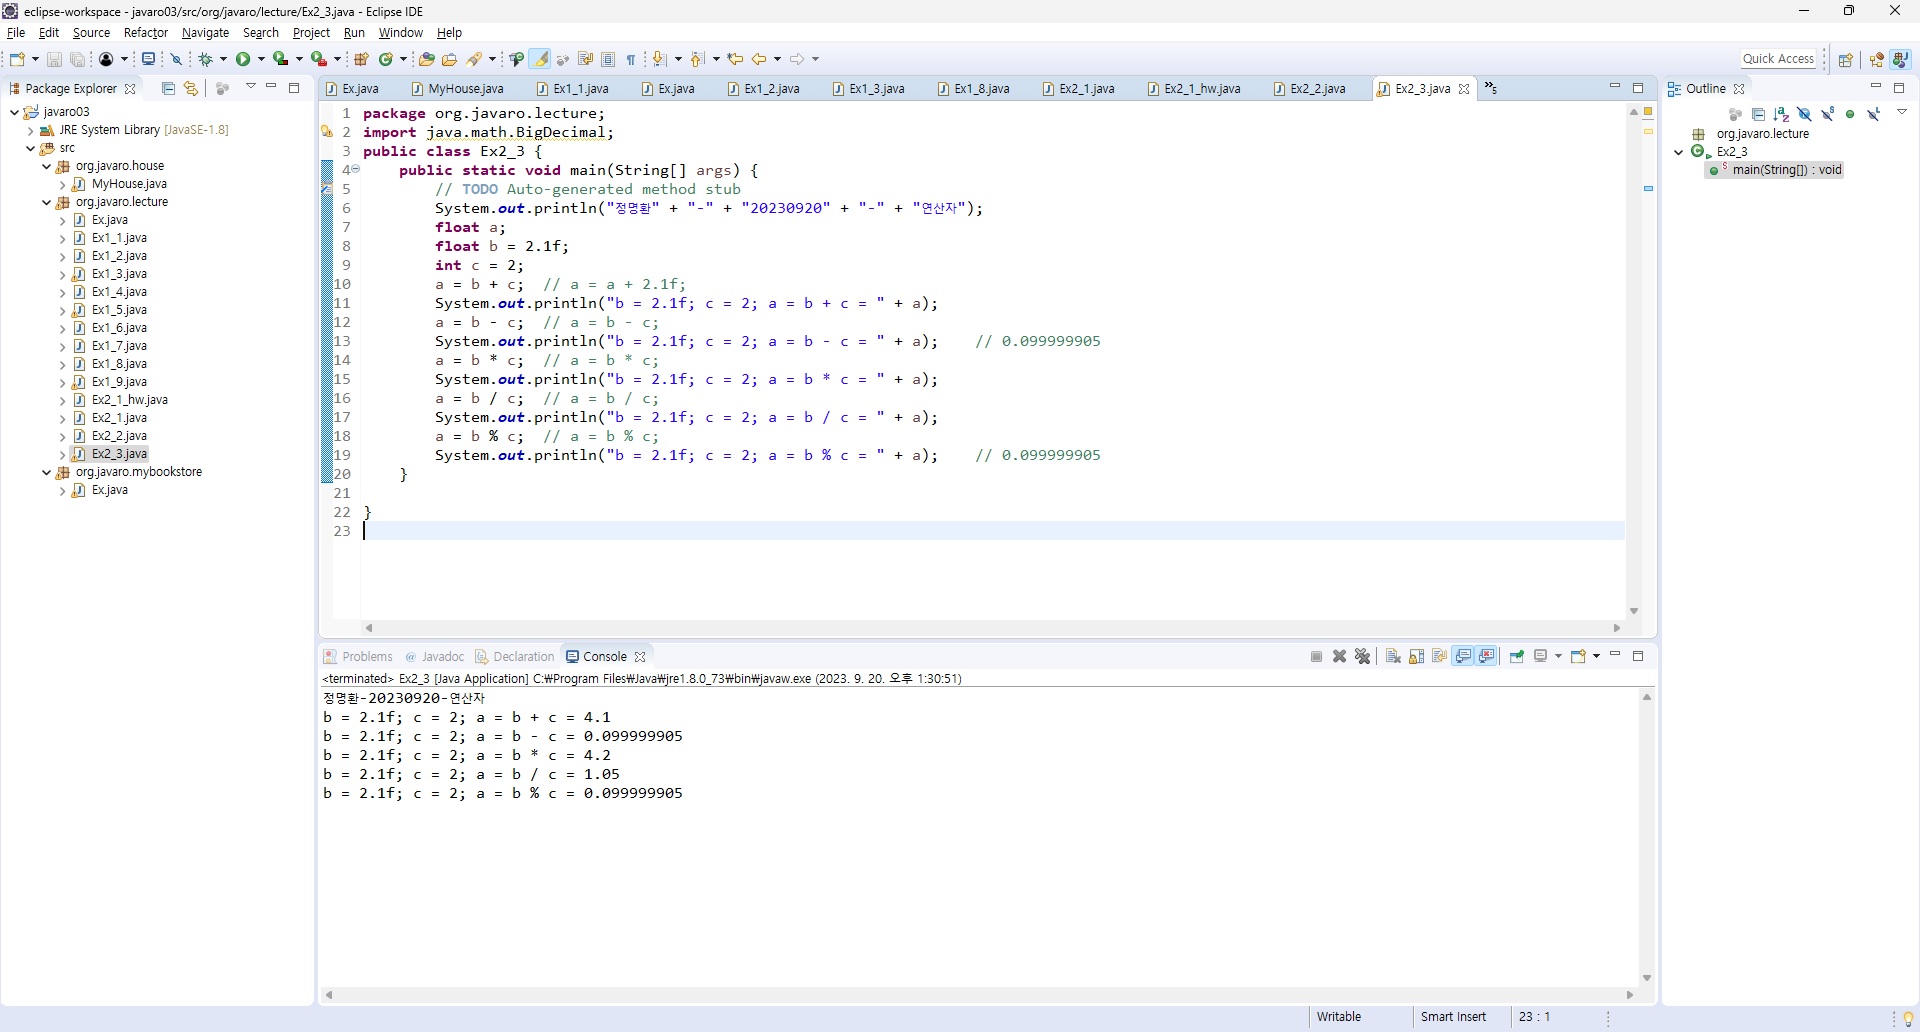 eclipse-workspace - javaro03/src/org/javaro/lecture/Ex2_3.java - Eclipse IDE
File Edit Source Refactor Navigate Search Project Run Window Help
Quick Access
Package Explorer
javaro03
JRE System Library [JavaSE-1.8]
src
org.javaro.house
MyHouse.java
org.javaro.lecture
Ex.java
Ex1_1.java
Ex1_2.java
Ex1_3.java
Ex1_4.java
Ex1_5.java
Ex1_6.java
Ex1_7.java
Ex1_8.java
Ex1_9.java
Ex2_1_hw.java
Ex2_1.java
Ex2_2.java
Ex2_3.java
org.javaro.mybookstore
Ex.java
Ex.java MyHouse.java Ex1_1.java Ex.java Ex1_2.java Ex1_3.java Ex1_8.java Ex2_1.java Ex2_1_hw.java Ex2_2.java Ex2_3.java »5
1 package org.javaro.lecture;
2 import java.math.BigDecimal;
3 public class Ex2_3 {
4     public static void main(String[] args) {
5         // TODO Auto-generated method stub
6         System.out.println("정명환" + "-" + "20230920" + "-" + "연산자");
7         float a;
8         float b = 2.1f;
9         int c = 2;
10         a = b + c;  // a = a + 2.1f;
11         System.out.println("b = 2.1f; c = 2; a = b + c = " + a);
12         a = b - c;  // a = b - c;
13         System.out.println("b = 2.1f; c = 2; a = b - c = " + a);    // 0.099999905
14         a = b * c;  // a = b * c;
15         System.out.println("b = 2.1f; c = 2; a = b * c = " + a);
16         a = b / c;  // a = b / c;
17         System.out.println("b = 2.1f; c = 2; a = b / c = " + a);
18         a = b % c;  // a = b % c;
19         System.out.println("b = 2.1f; c = 2; a = b % c = " + a);    // 0.099999905
20     }
21
22 }
23
Outline
org.javaro.lecture
Ex2_3
main(String[]) : void
Problems @ Javadoc Declaration Console
<terminated> Ex2_3 [Java Application] C:₩Program Files₩Java₩jre1.8.0_73₩bin₩javaw.exe (2023. 9. 20. 오후 1:30:51)
정명환-20230920-연산자
b = 2.1f; c = 2; a = b + c = 4.1
b = 2.1f; c = 2; a = b - c = 0.099999905
b = 2.1f; c = 2; a = b * c = 4.2
b = 2.1f; c = 2; a = b / c = 1.05
b = 2.1f; c = 2; a = b % c = 0.099999905
Writable Smart Insert 23 : 1